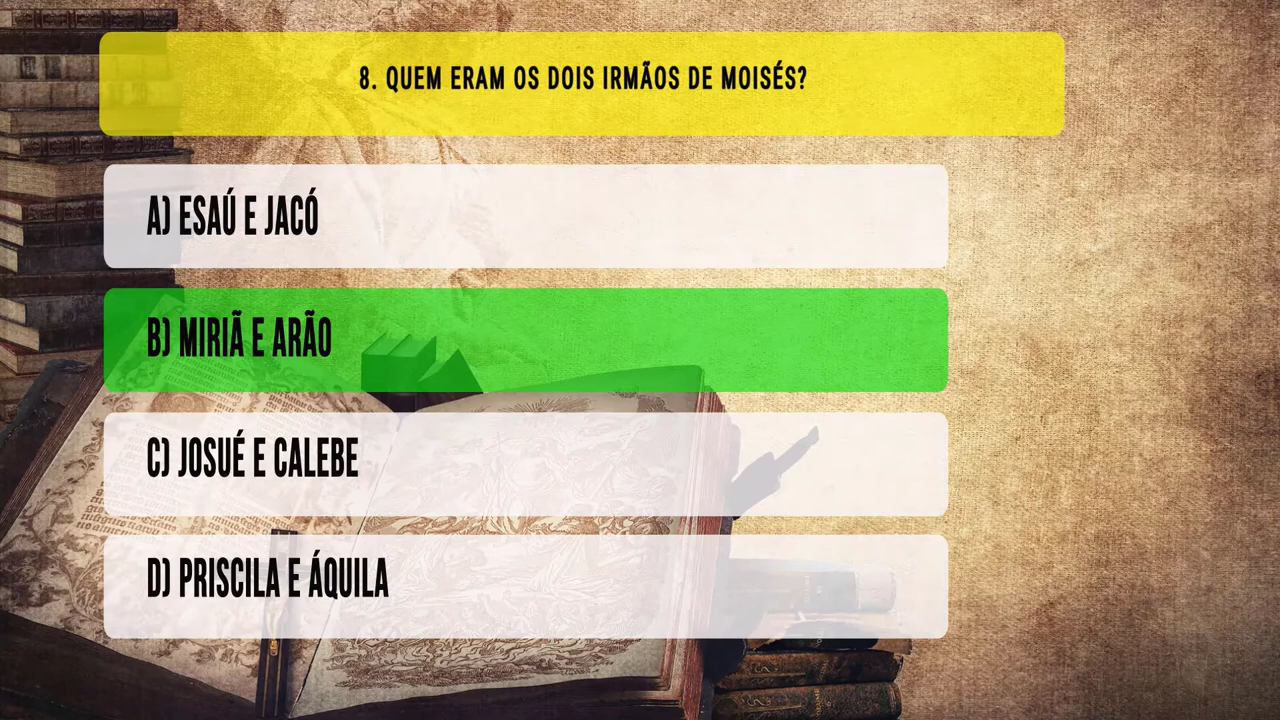 8. QUEM ERAM OS DOIS IRMÃOS DE MOISÉS?
A) ESAÚ E JACÓ
B) MIRIÃ E ARÃO
C) JOSUÉ E CALEBE
D) PRISCILA E ÁQUILA